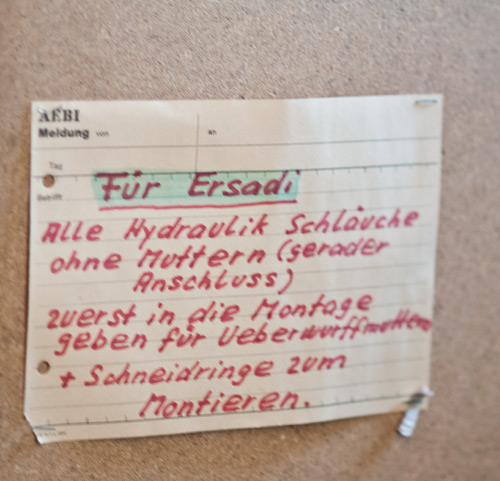 AEBI
Meldung von an
Tag
Betrifft
Für Ersadi
Alle Hydraulik Schläuche
ohne Muttern (gerader
Anschluss)
zuerst in die Montage
geben für Ueberwurffmuttern
+ Schneidringe zum
Montieren.